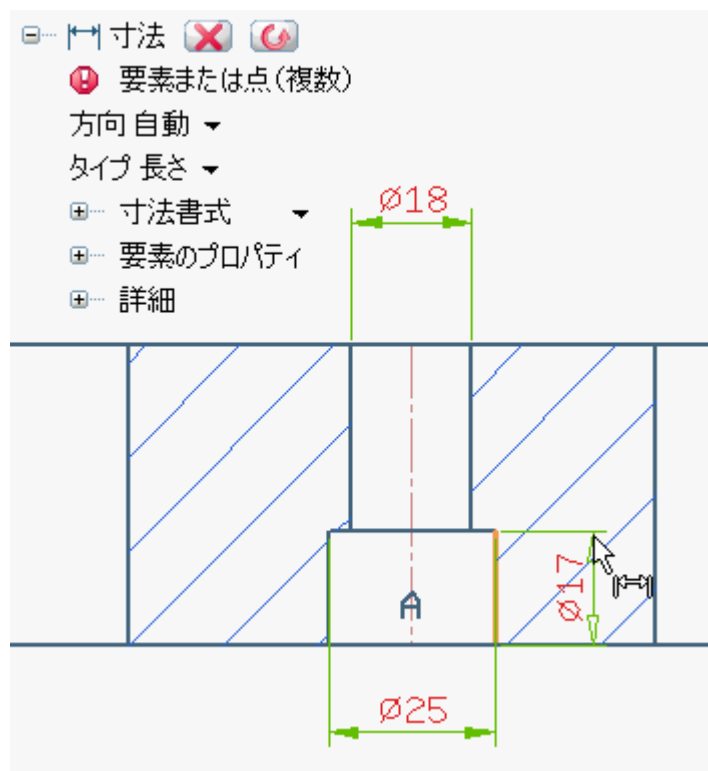 寸法
要素または点(複数)
方向 自動
タイプ 長さ
寸法書式
要素のプロパティ
詳細
Ø18
Ø17
A
Ø25